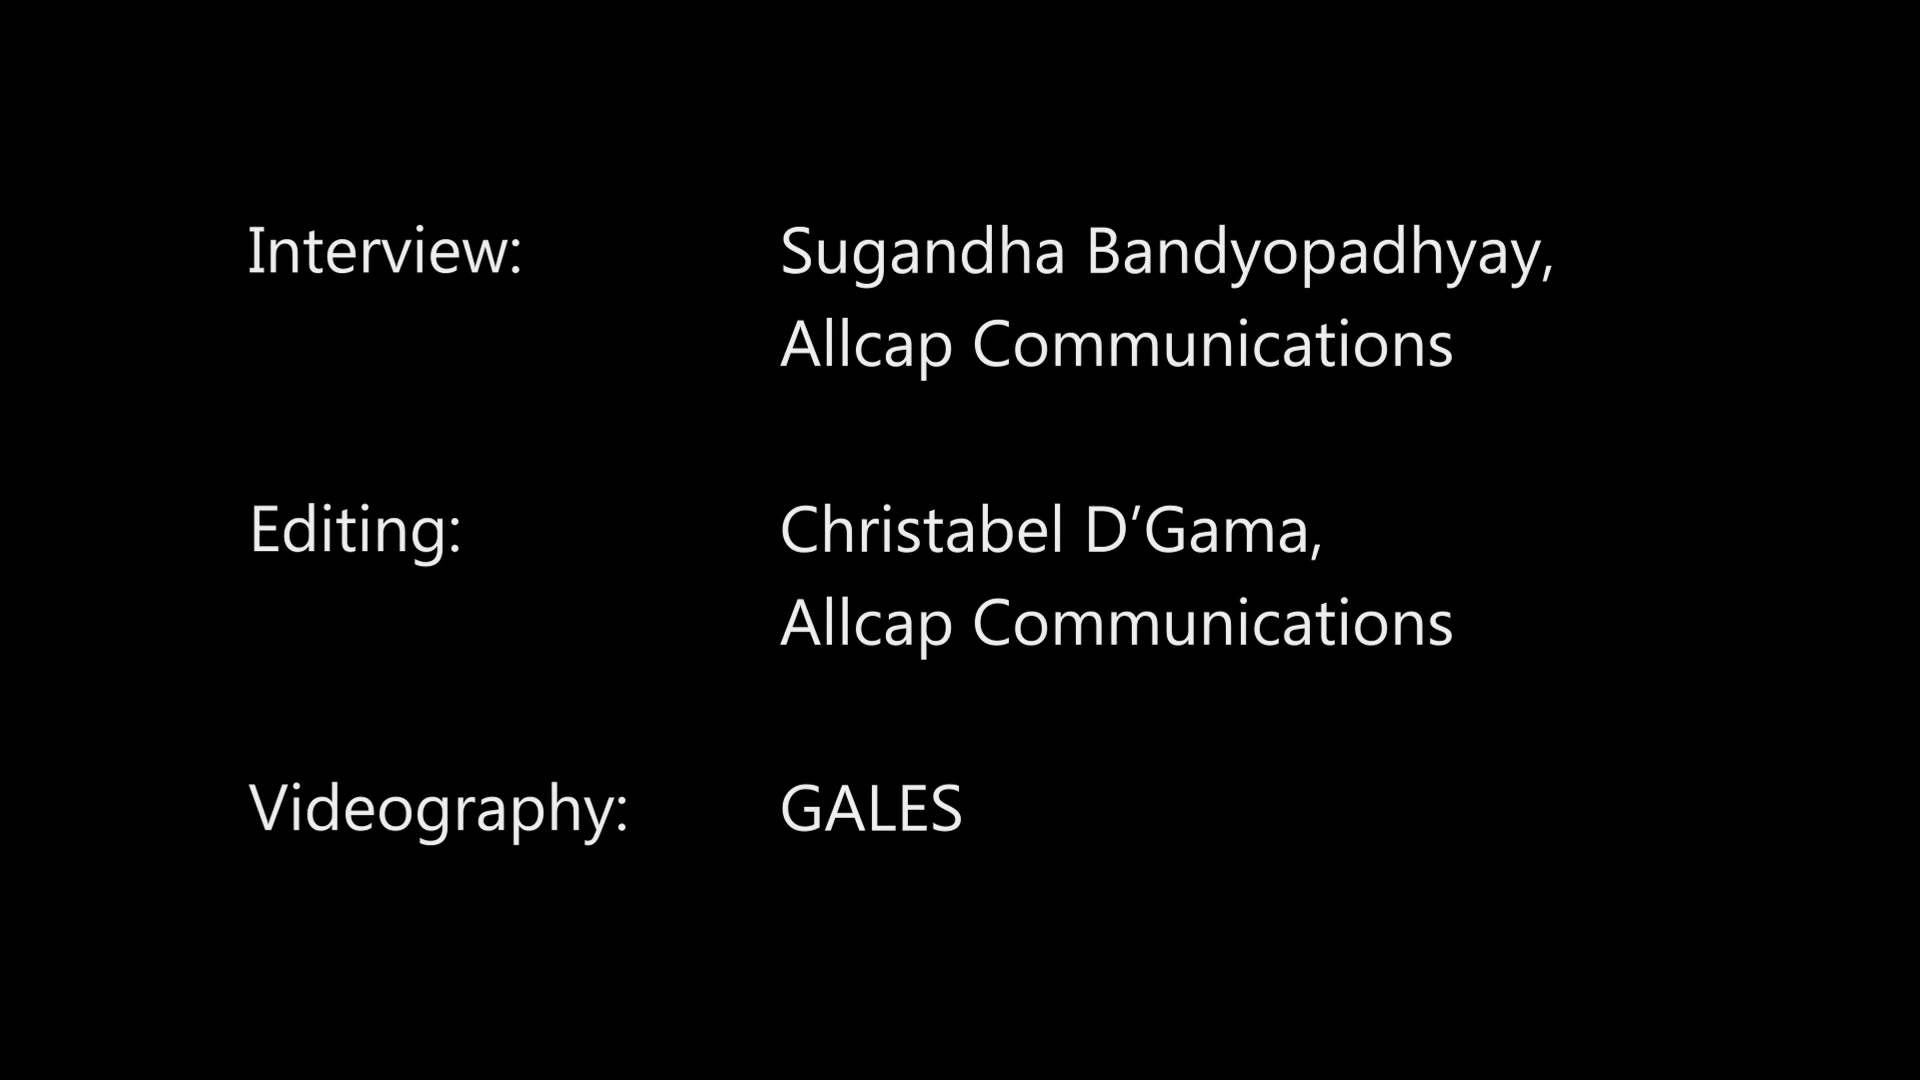 Interview: Sugandha Bandyopadhyay,
Allcap Communications
Editing: Christabel D’Gama,
Allcap Communications
Videography: GALES